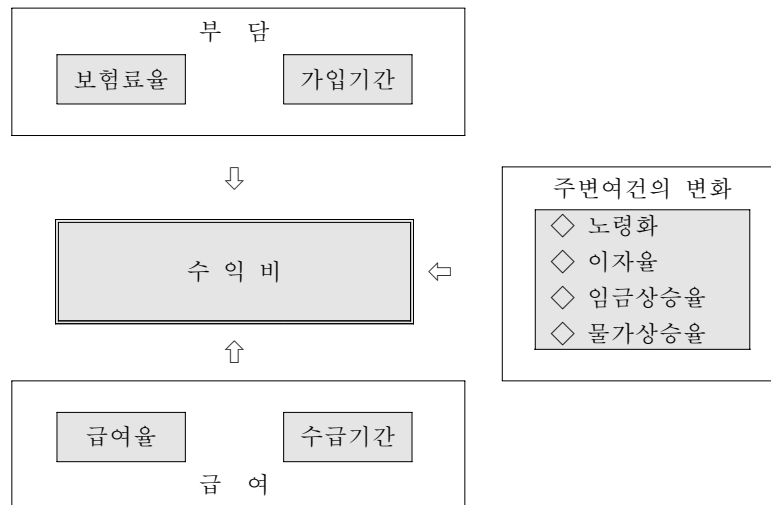 부 담
보험료율 가입기간
⇩
주변여건의 변화
◇ 노령화
◇ 이자율
◇ 임금상승율
◇ 물가상승율
수 익 비
⇦
⇧
급여율 수급기간
급 여